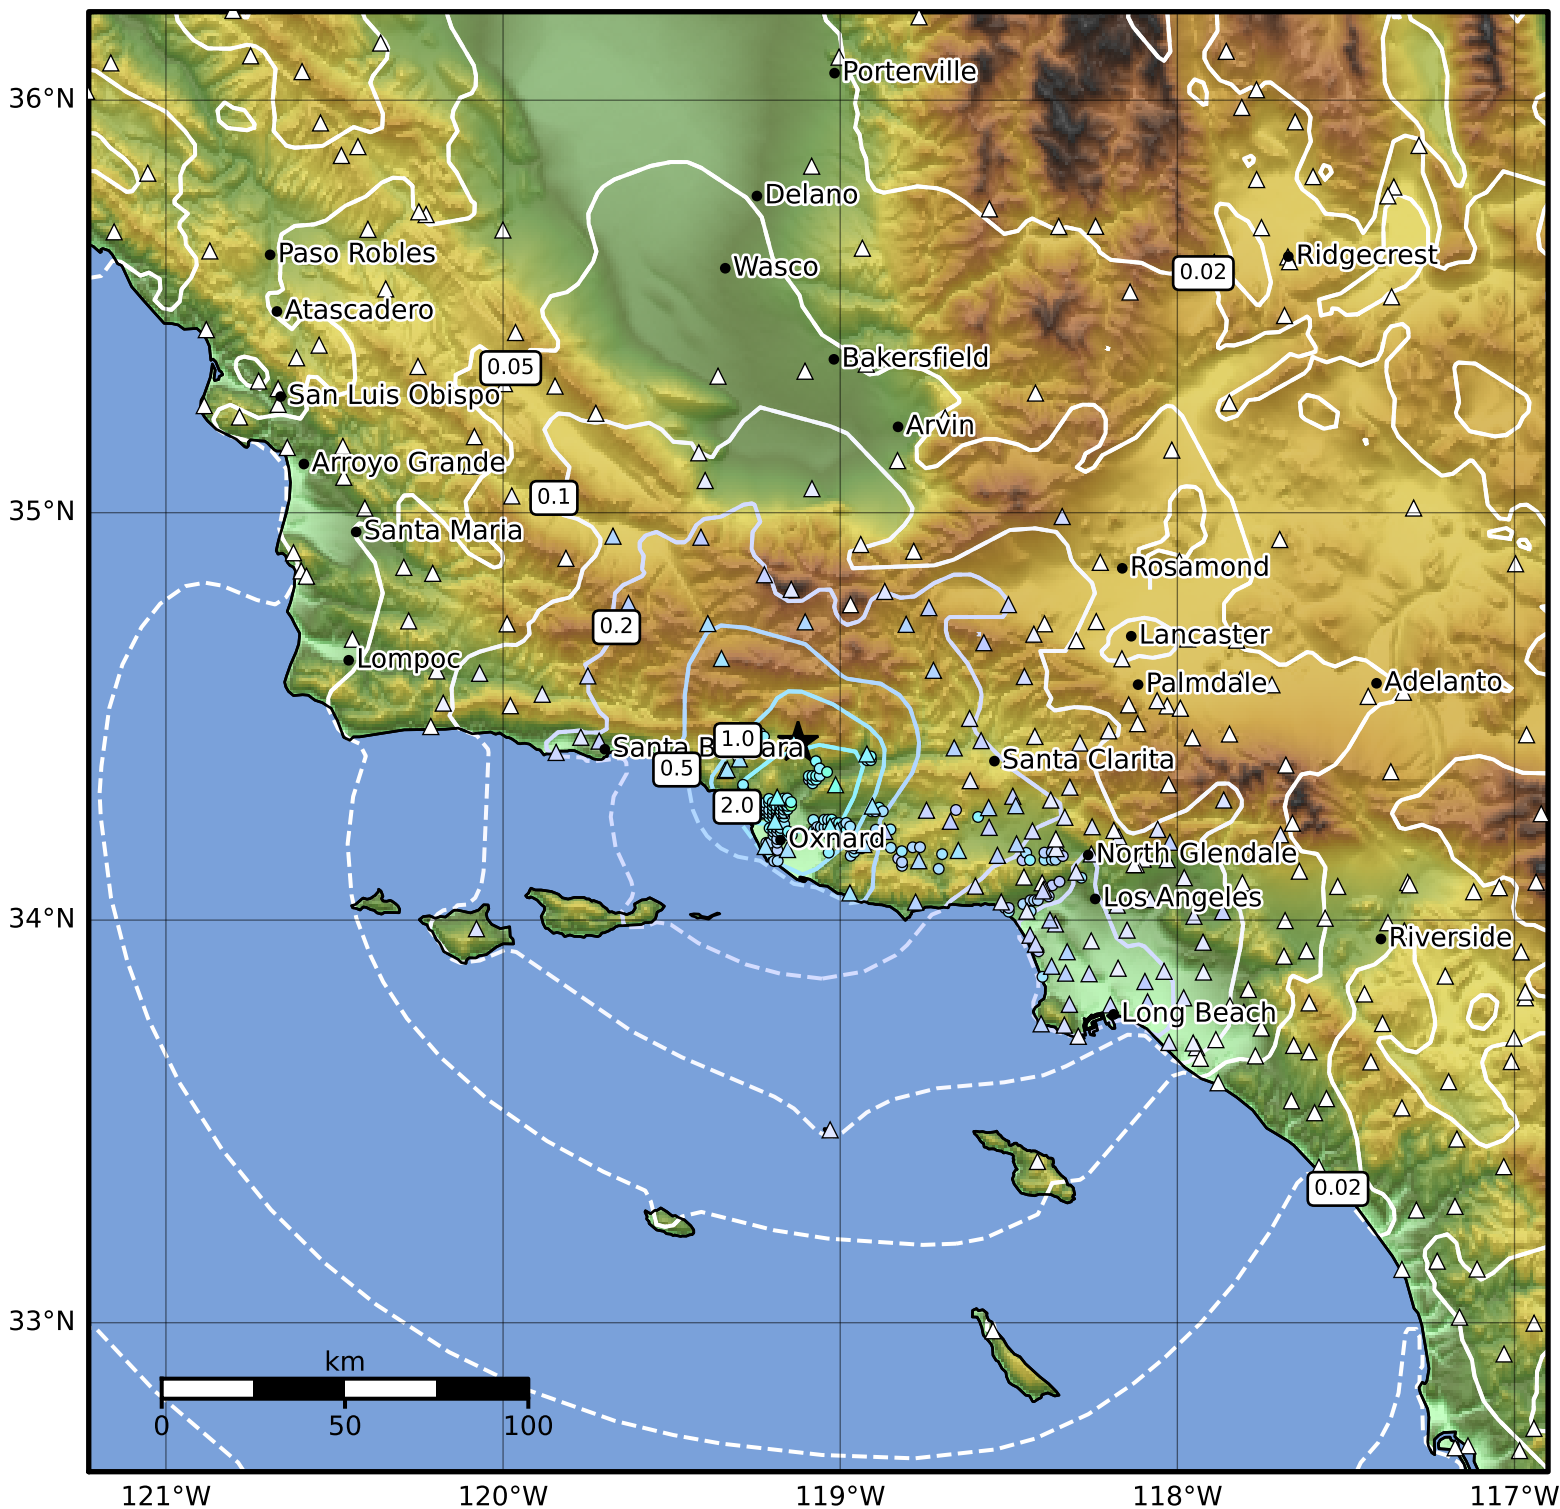 Porterville
36°N
Delano
Paso Robles
Wasco
Ridgecrest
0.02
Atascadero
Bakersfield
0.05
San Luis Obispo
Arvin
Arroyo Grande
0.1
35°N
Santa Maria
Rosamond
0.2
Lancaster
Lompoc
Palmdale
Adelanto
1.0
Santa Barbara
0.5
Santa Clarita
2.0
Oxnard
North Glendale
Los Angeles
34°N
Riverside
Long Beach
0.02
33°N
km
0 50 100
121°W 120°W 119°W 118°W 117°W